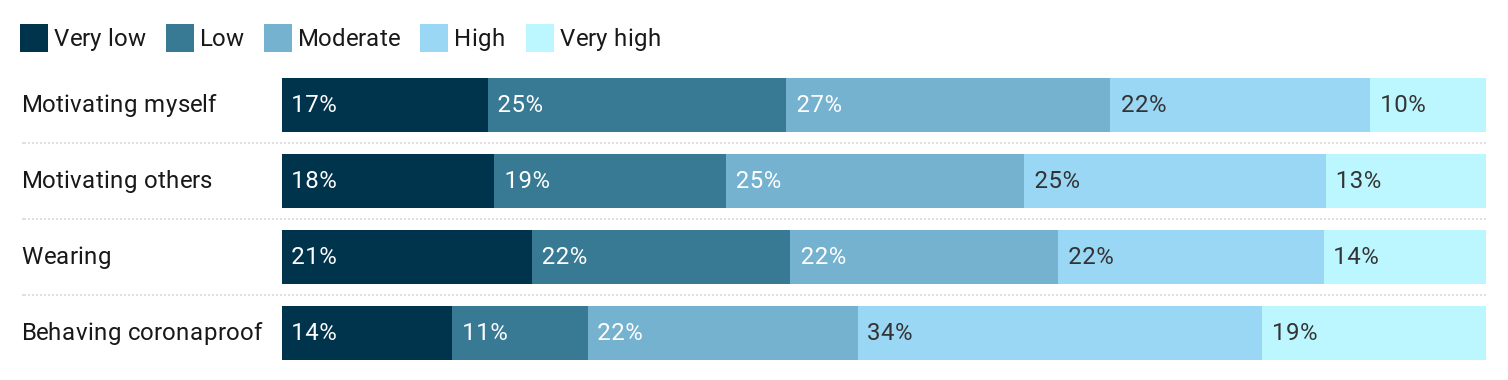 Very low Low Moderate High Very high
Motivating myself 17% 25% 27% 22% 10%
Motivating others 18% 19% 25% 25% 13%
Wearing 21% 22% 22% 22% 14%
Behaving coronaproof 14% 11% 22% 34% 19%